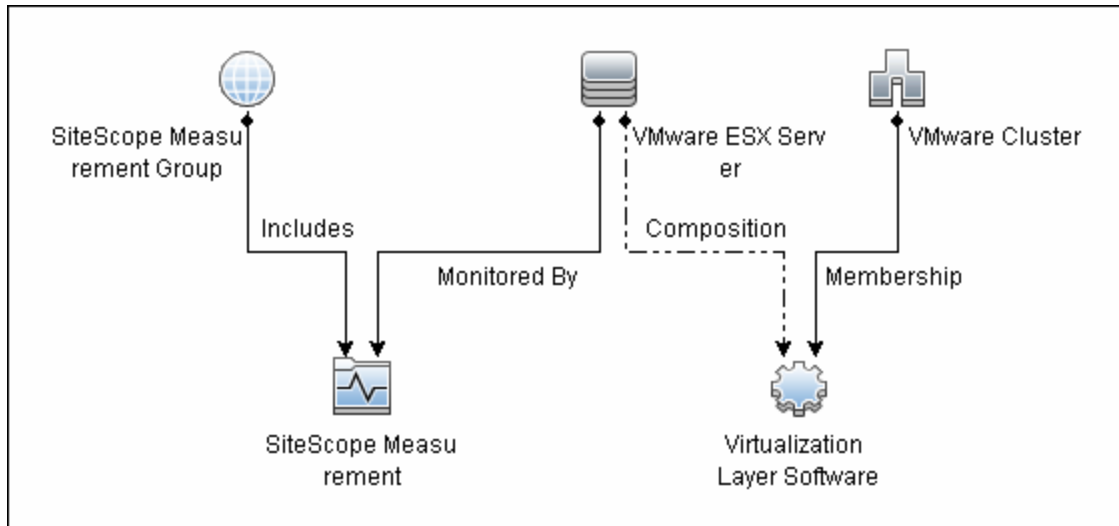 SiteScope Measu
rement Group
VMware ESX Serv
er
VMware Cluster
Includes
Composition
Monitored By
Membership
SiteScope Measu
rement
Virtualization
Layer Software